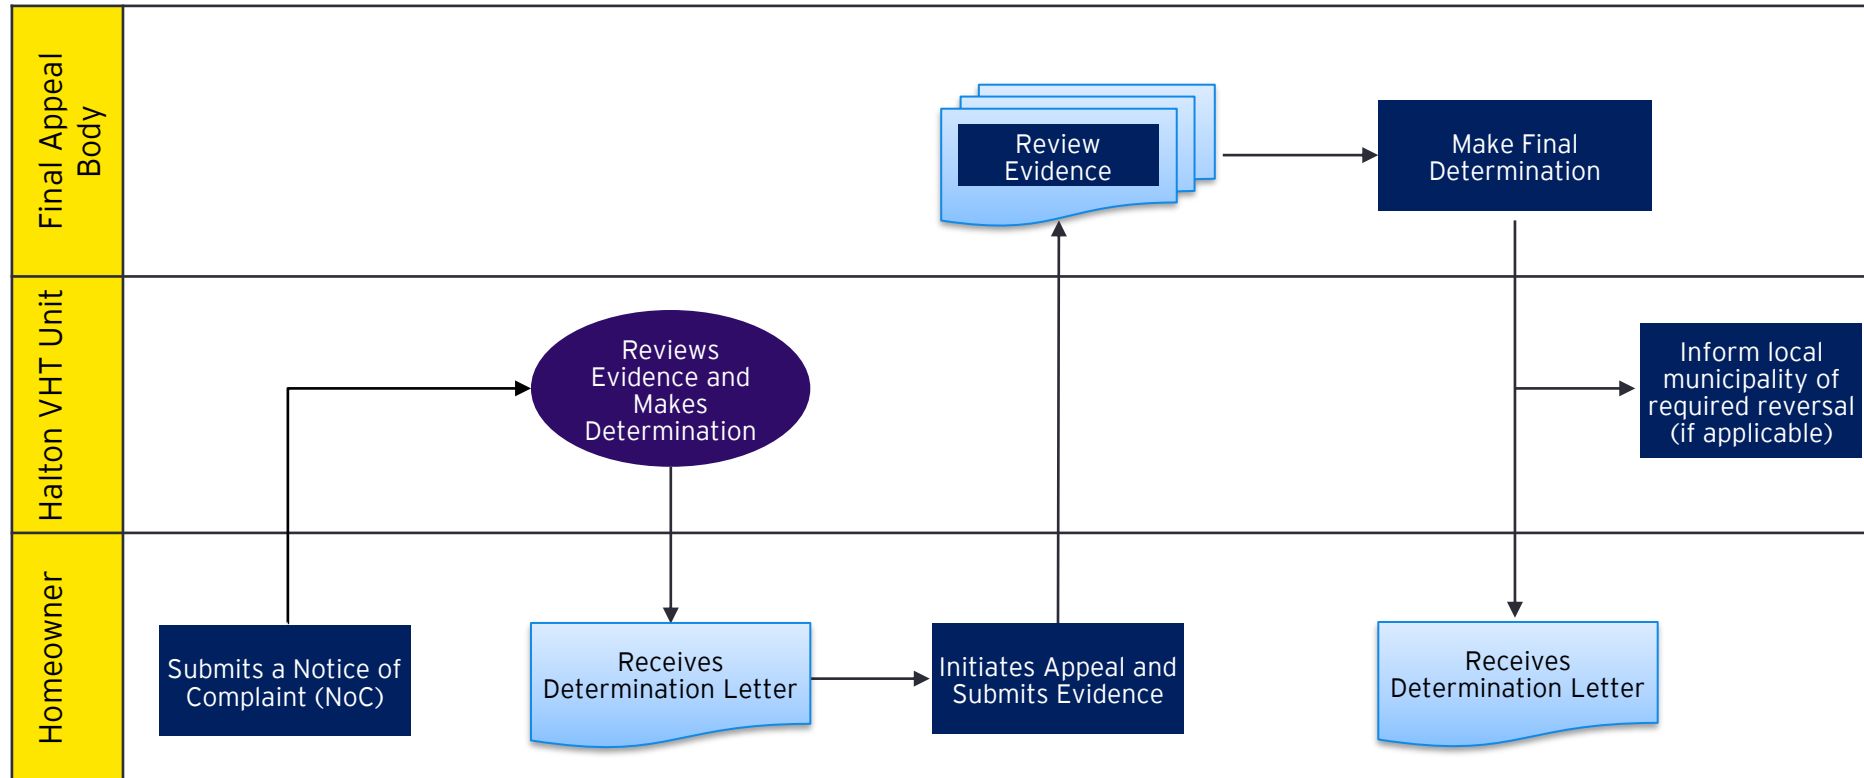 Final Appeal
Body
Review
Evidence
Make Final
Determination
Halton VHT Unit
Reviews
Evidence and
Makes
Determination
Inform local
municipality of
required reversal
(if applicable)
Homeowner
Submits a Notice of
Complaint (NoC)
Receives
Determination Letter
Initiates Appeal and
Submits Evidence
Receives
Determination Letter